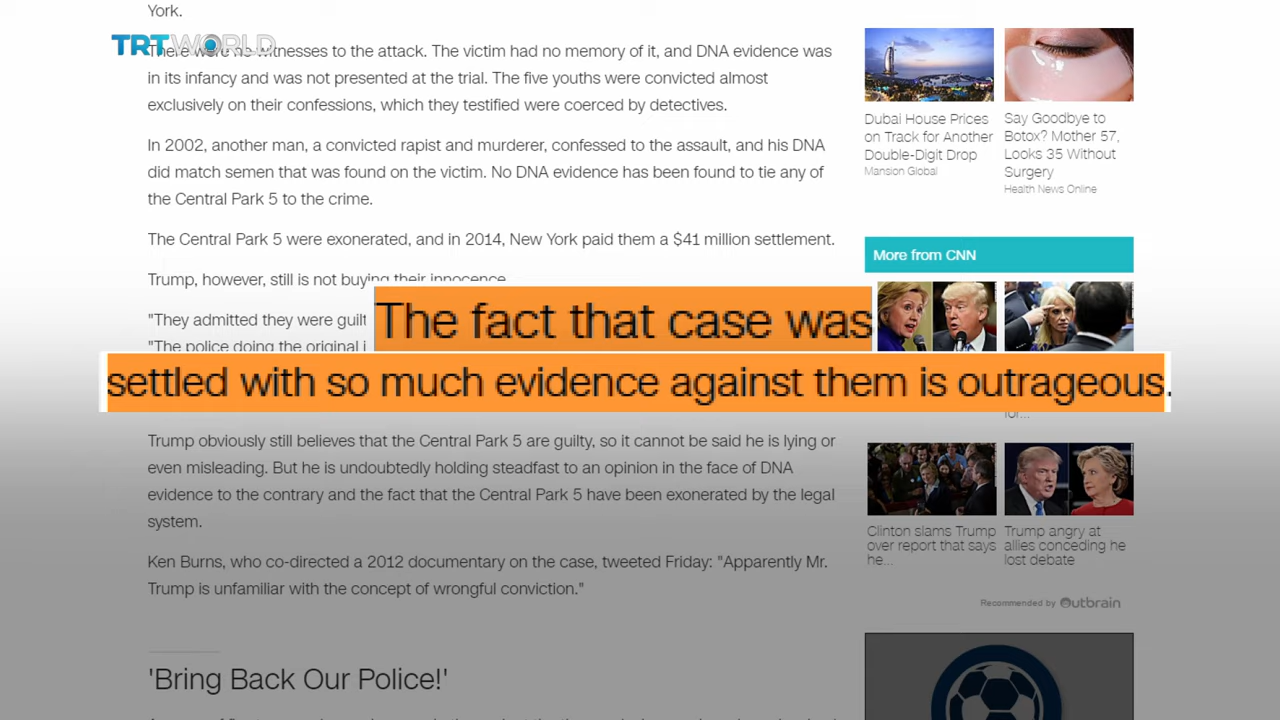 York.
TRT WORLD
There were no witnesses to the attack. The victim had no memory of it, and DNA evidence was
in its infancy and was not presented at the trial. The five youths were convicted almost
exclusively on their confessions, which they testified were coerced by detectives.
In 2002, another man, a convicted rapist and murderer, confessed to the assault, and his DNA
did match semen that was found on the victim. No DNA evidence has been found to tie any of
the Central Park 5 to the crime.
The Central Park 5 were exonerated, and in 2014, New York paid them a $41 million settlement.
Trump, however, still is not buying their innocence
"They admitted they were guilt
"The police doing the original i
The fact that case was
settled with so much evidence against them is outrageous.
Trump obviously still believes that the Central Park 5 are guilty, so it cannot be said he is lying or
even misleading. But he is undoubtedly holding steadfast to an opinion in the face of DNA
evidence to the contrary and the fact that the Central Park 5 have been exonerated by the legal
system.
Ken Burns, who co-directed a 2012 documentary on the case, tweeted Friday: "Apparently Mr.
Trump is unfamiliar with the concept of wrongful conviction."
'Bring Back Our Police!'
Dubai House Prices
on Track for Another
Double-Digit Drop
Mansion Global
Say Goodbye to
Botox? Mother 57,
Looks 35 Without
Surgery
Health News Online
More from CNN
for...
Clinton slams Trump
over report that says
he...
Trump angry at
allies conceding he
lost debate
Recommended by Outbrain